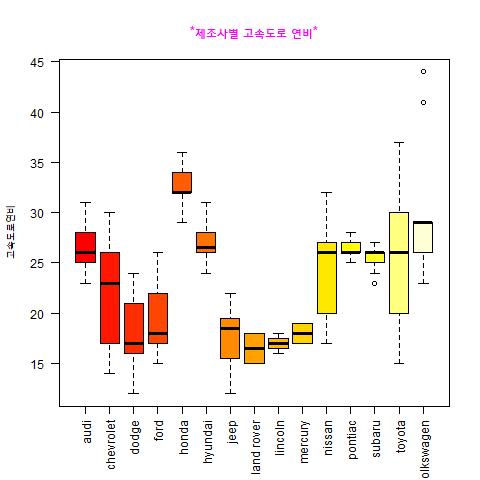 *제조사별 고속도로 연비*
고속도로연비
45
40
35
30
25
20
15
audi
chevrolet
dodge
ford
honda
hyundai
jeep
land rover
lincoln
mercury
nissan
pontiac
subaru
toyota
olkswagen